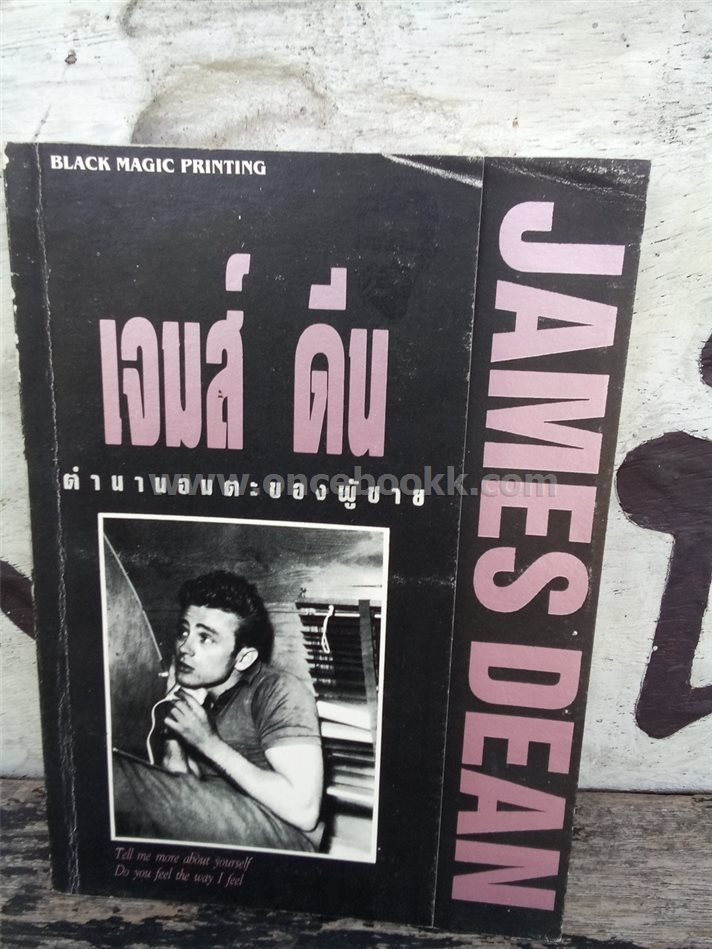 BLACK MAGIC PRINTING
JAMES DEAN
เจมส์ ดีน
ตำนานอมตะของผู้ชาย
www.oncebookk.com
Tell me more about yourself
Do you feel the way I feel